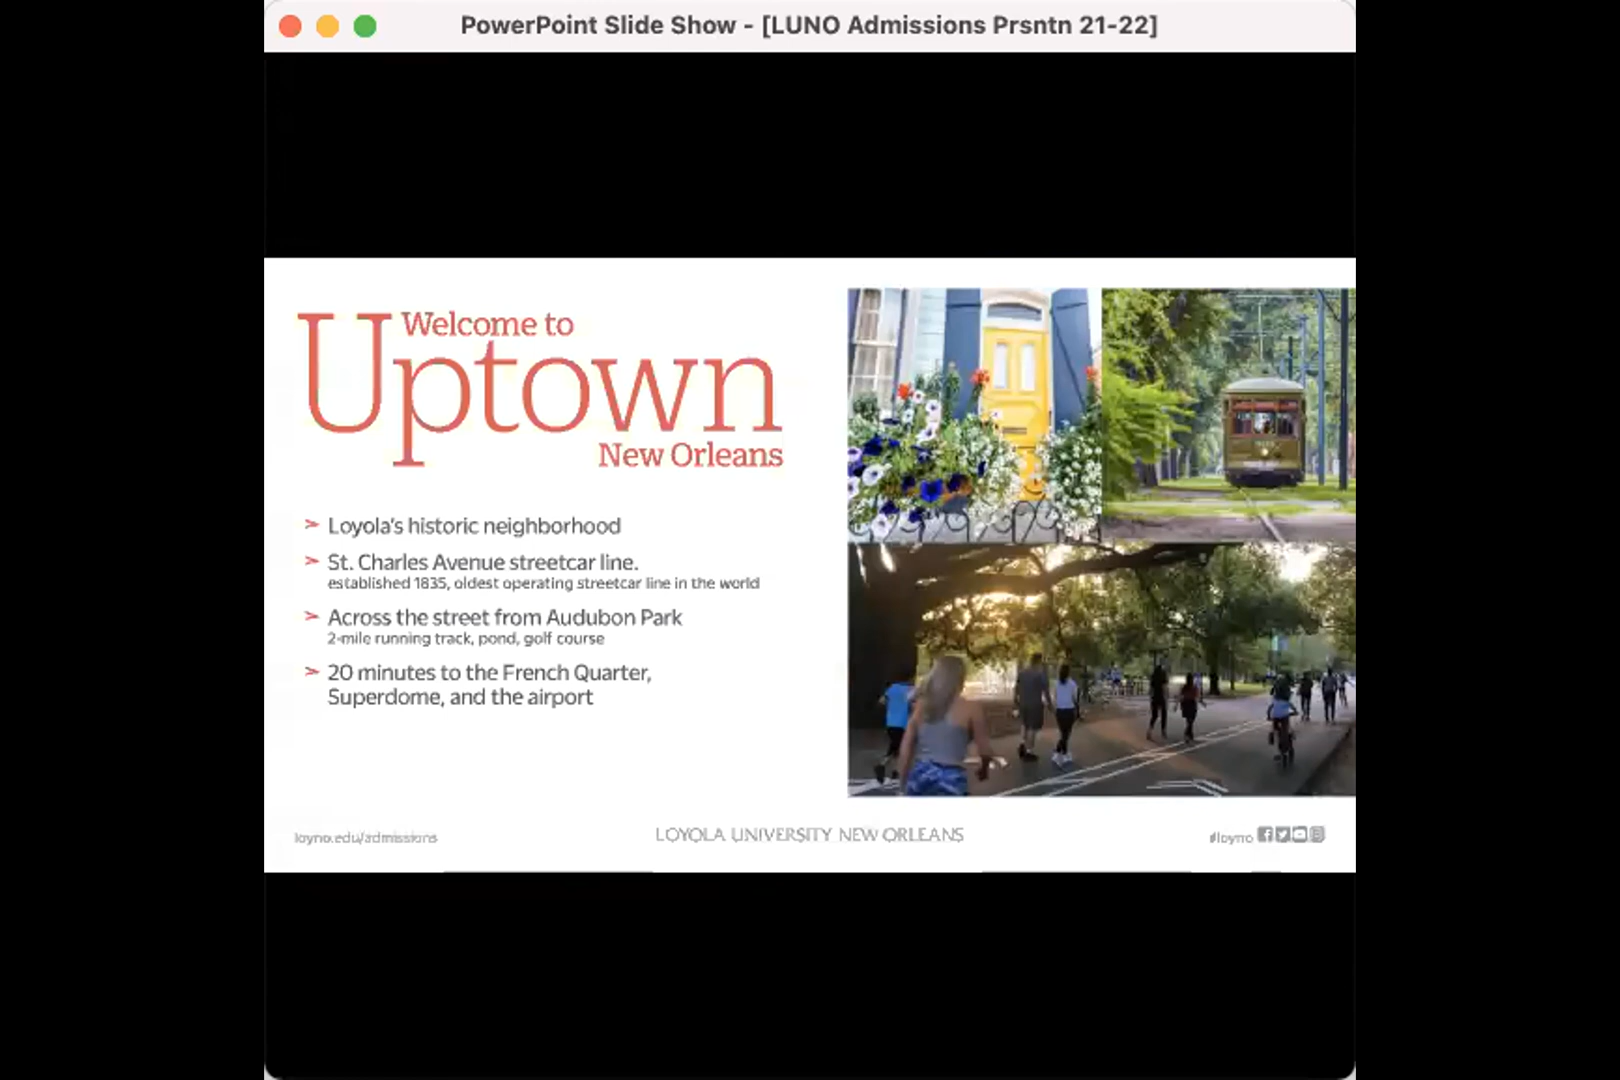 PowerPoint Slide Show - [LUNO Admissions Prsntn 21-22]
Welcome to
Uptown
New Orleans
➢ Loyola's historic neighborhood
➢ St. Charles Avenue streetcar line.
established 1835, oldest operating streetcar line in the world
➢ Across the street from Audubon Park
2-mile running track, pond, golf course
➢ 20 minutes to the French Quarter,
Superdome, and the airport
loyno.edu/admissions
LOYOLA UNIVERSITY NEW ORLEANS
#loyno